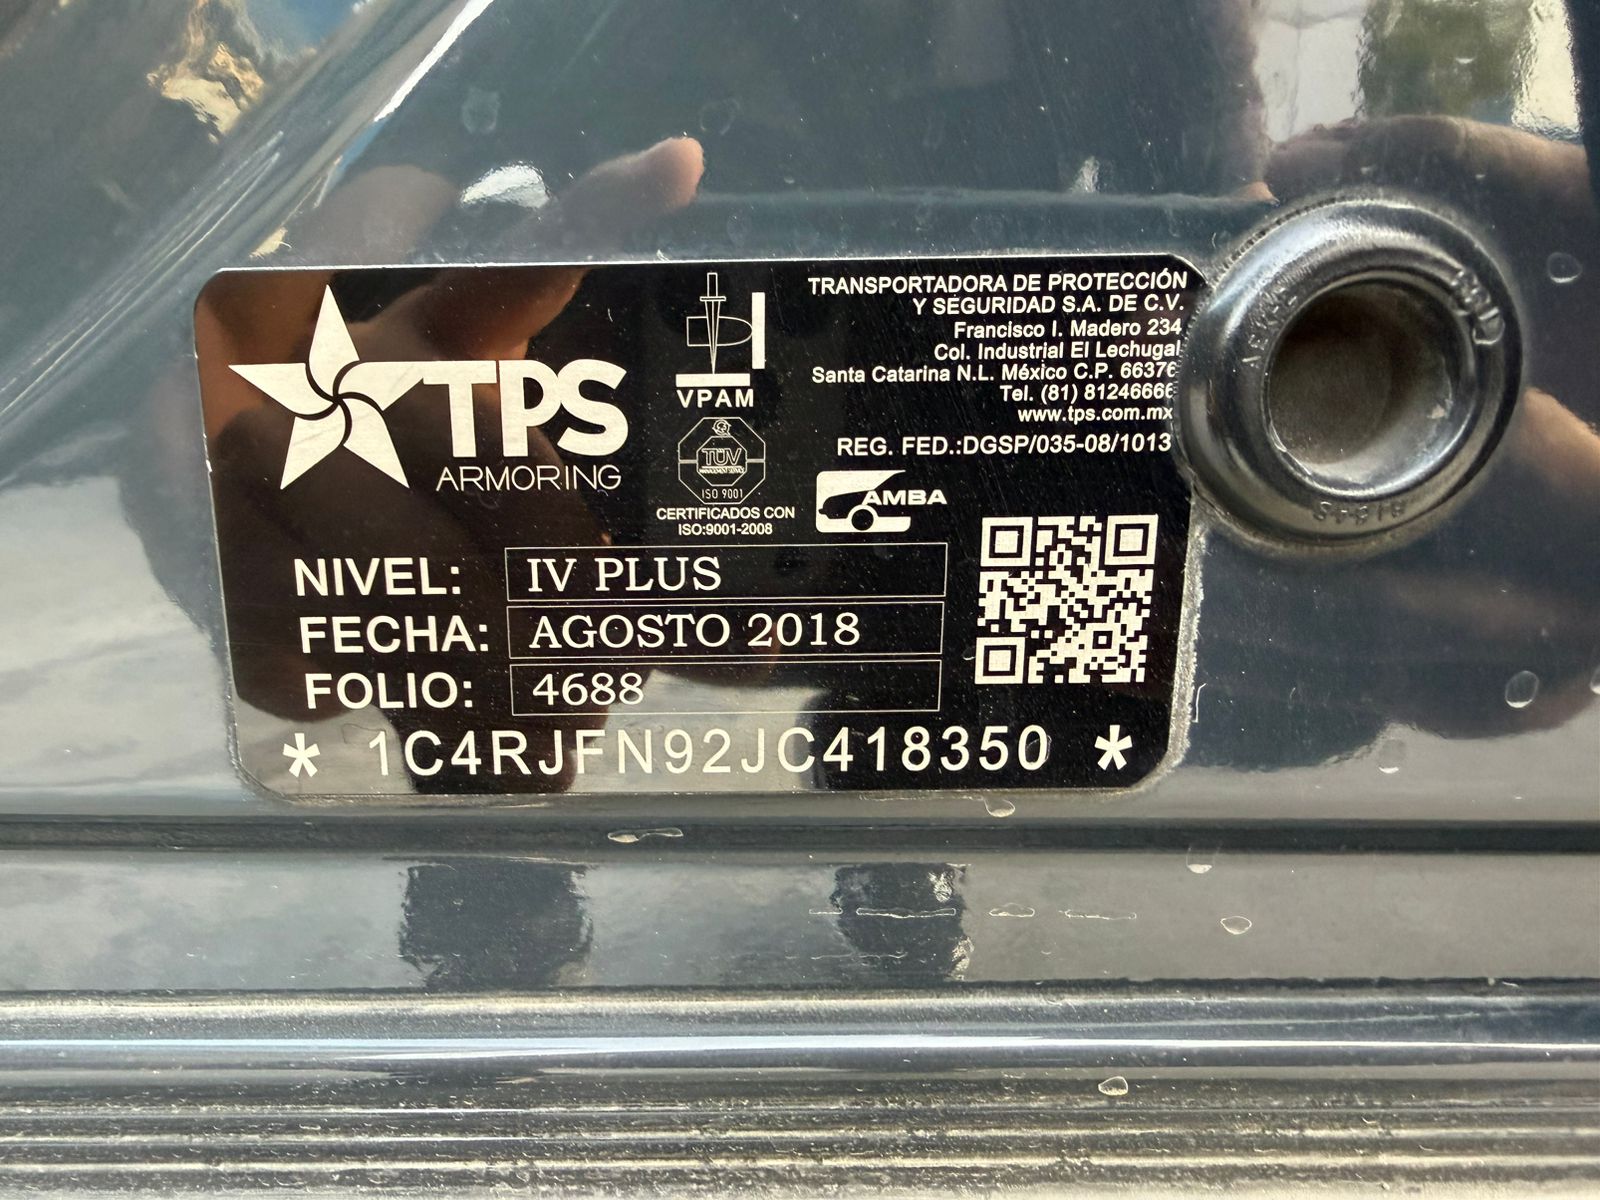 TPS
ARMORING
VPAM
TÜV
MANAGEMENT SERVICE
ISO 9001
CERTIFICADOS CON
ISO:9001-2008
TRANSPORTADORA DE PROTECCIÓN
Y SEGURIDAD S.A. DE C.V.
Francisco I. Madero 234
Col. Industrial El Lechugal
Santa Catarina N.L. México C.P. 66376
Tel. (81) 81246666
www.tps.com.mx
REG. FED.:DGSP/035-08/1013
AMBA
NIVEL: IV PLUS
FECHA: AGOSTO 2018
FOLIO: 4688
* 1C4RJFN92JC418350 *